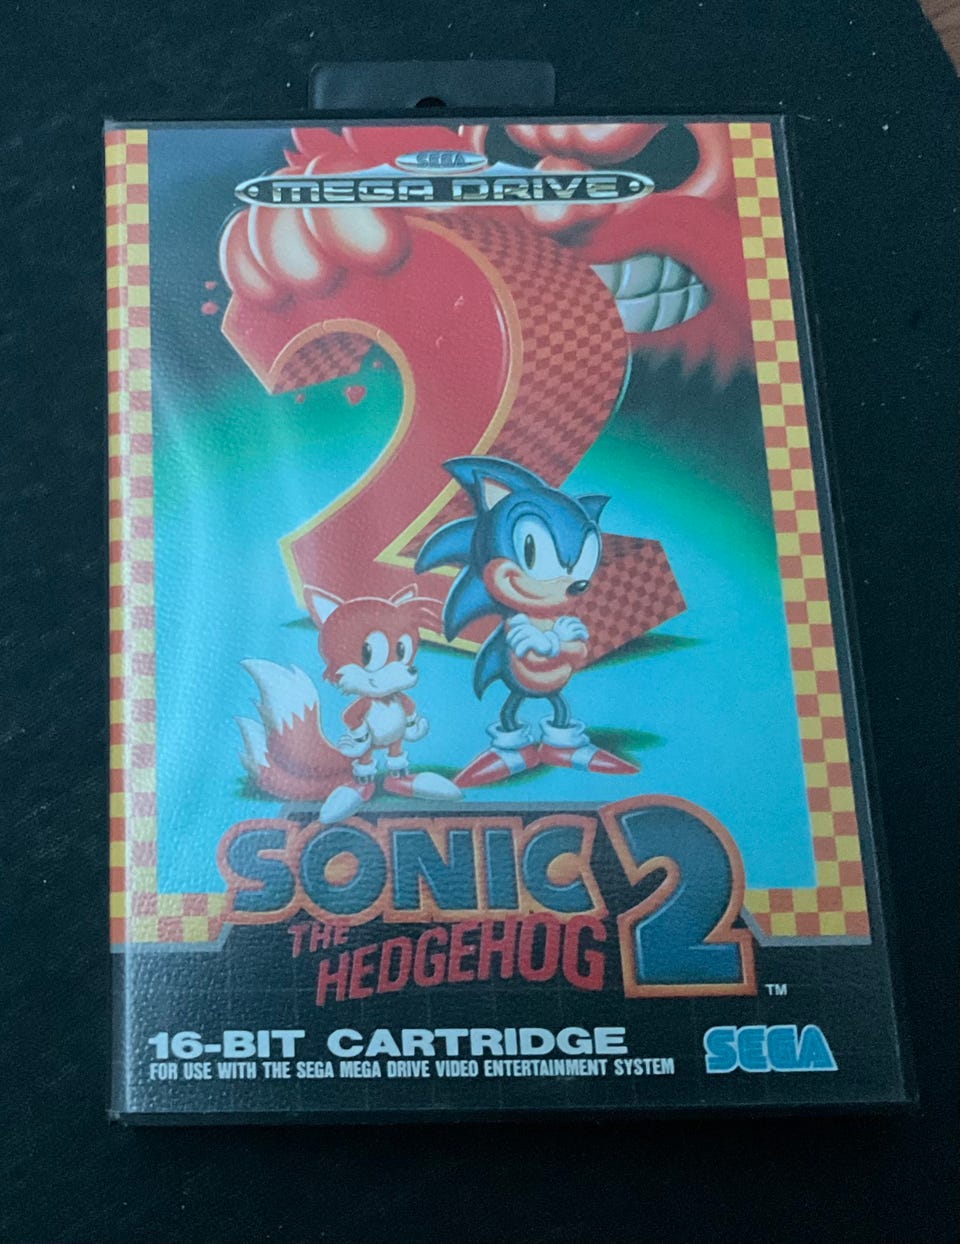 SEGA
MEGA DRIVE
2
SONIC 2
THE
HEDGEHOG
TM
16-BIT CARTRIDGE
FOR USE WITH THE SEGA MEGA DRIVE VIDEO ENTERTAINMENT SYSTEM
SEGA